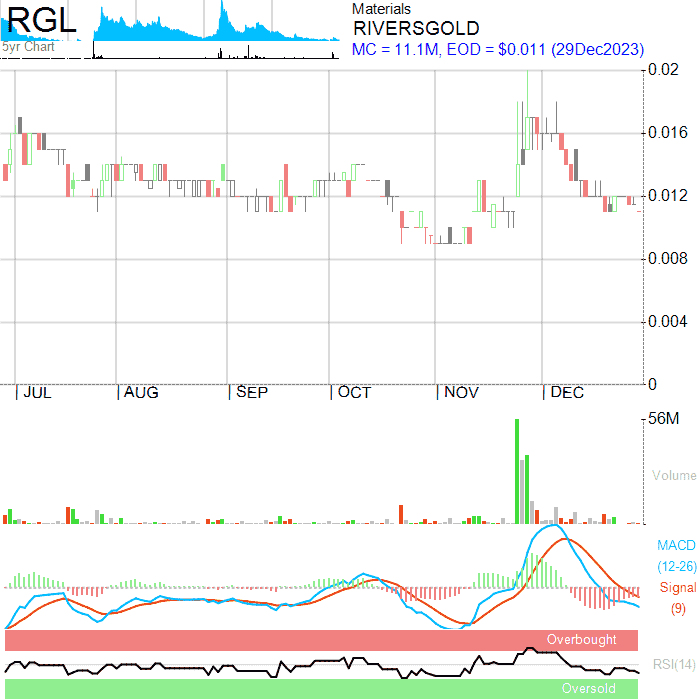 RGL
5yr Chart
Materials
RIVERSGOLD
MC = 11.1M, EOD = $0.011 (29Dec2023)
0.02
0.016
0.012
0.008
0.004
0
JUL AUG SEP OCT NOV DEC
56M
Volume
MACD
(12-26)
Signal
(9)
Overbought
RSI(14)
Oversold